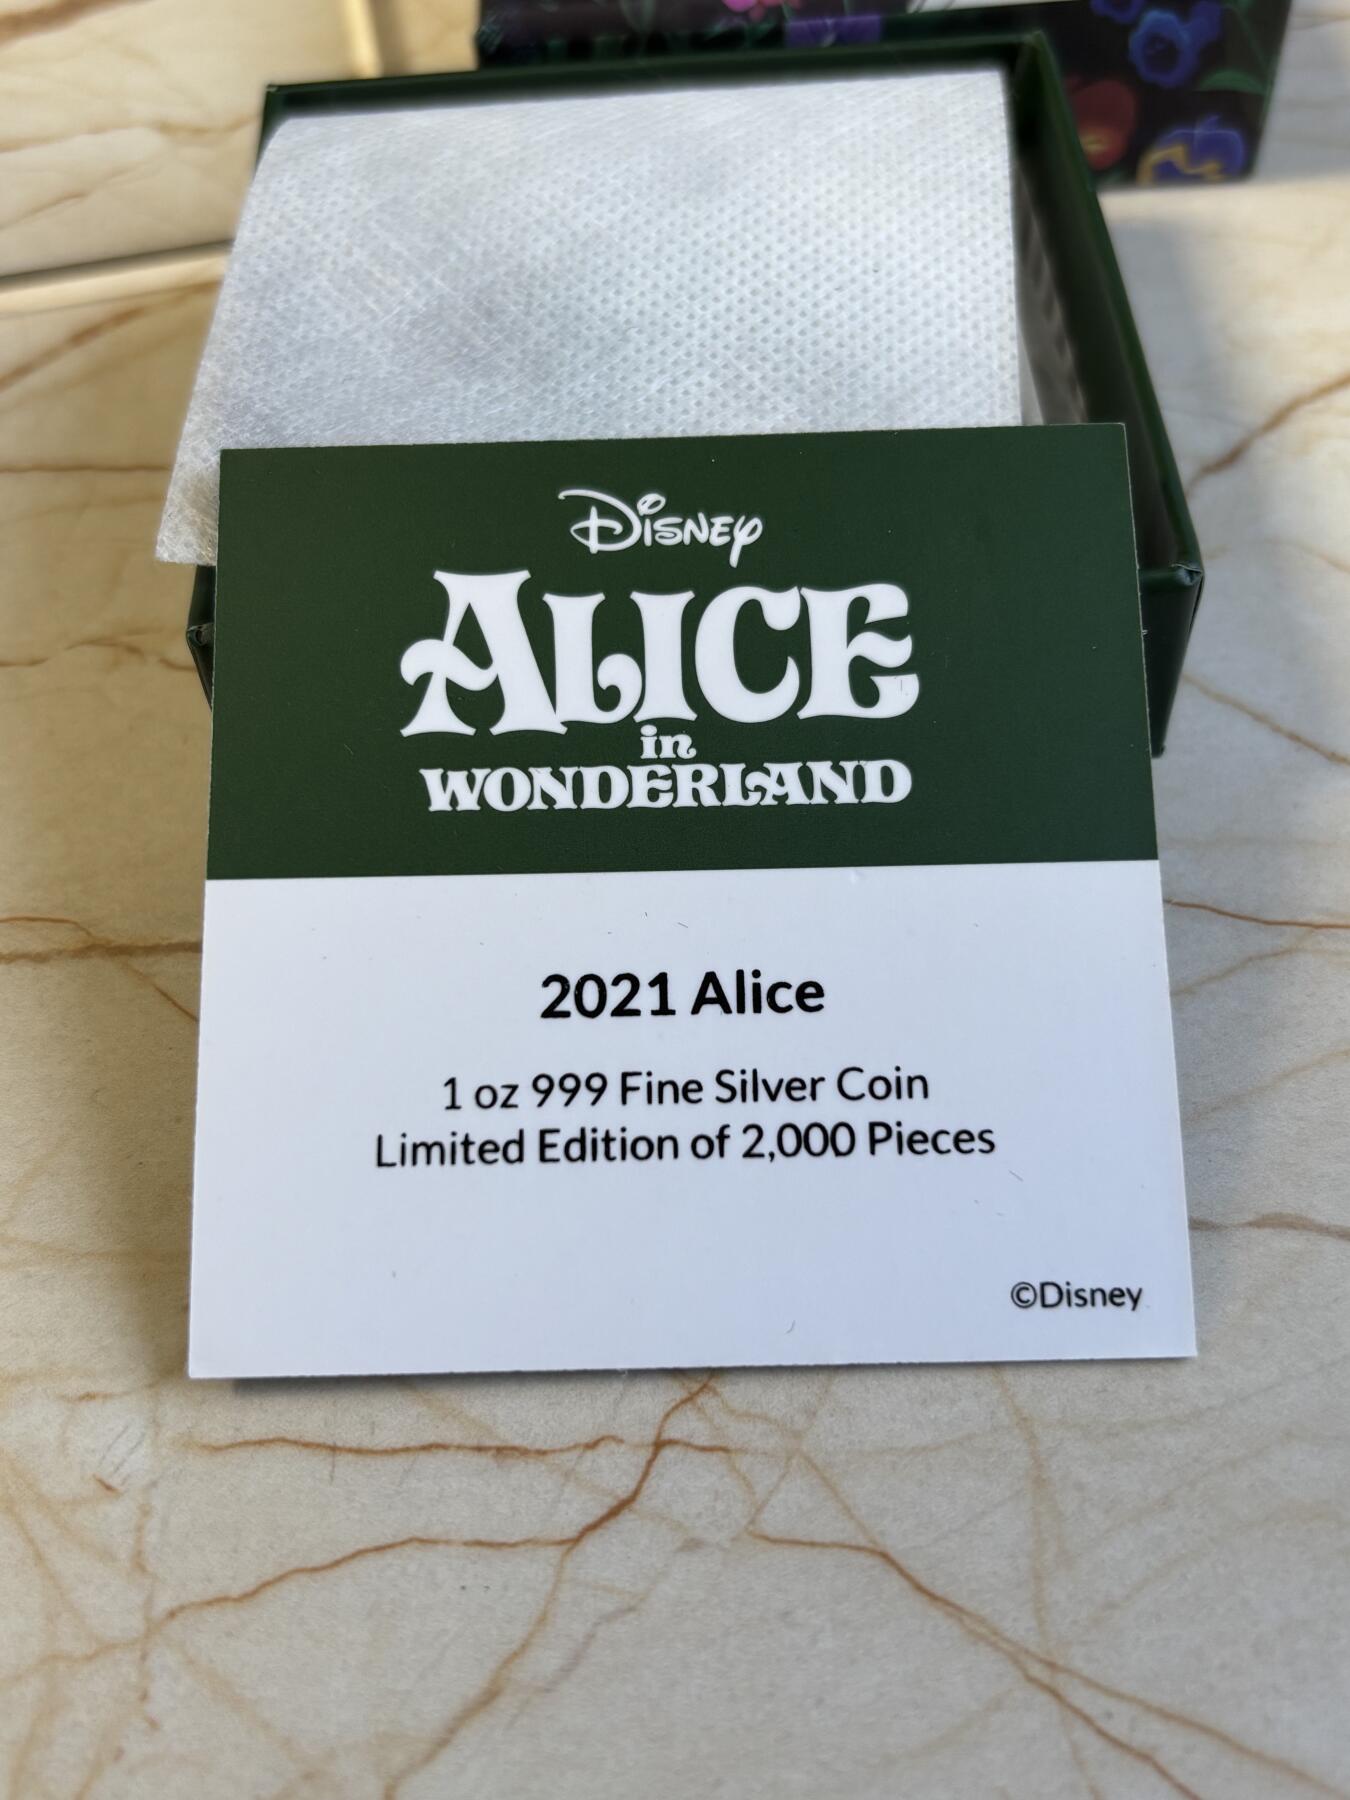 Disney
ALICE
in
WONDERLAND
2021 Alice
1 oz 999 Fine Silver Coin
Limited Edition of 2,000 Pieces
©Disney